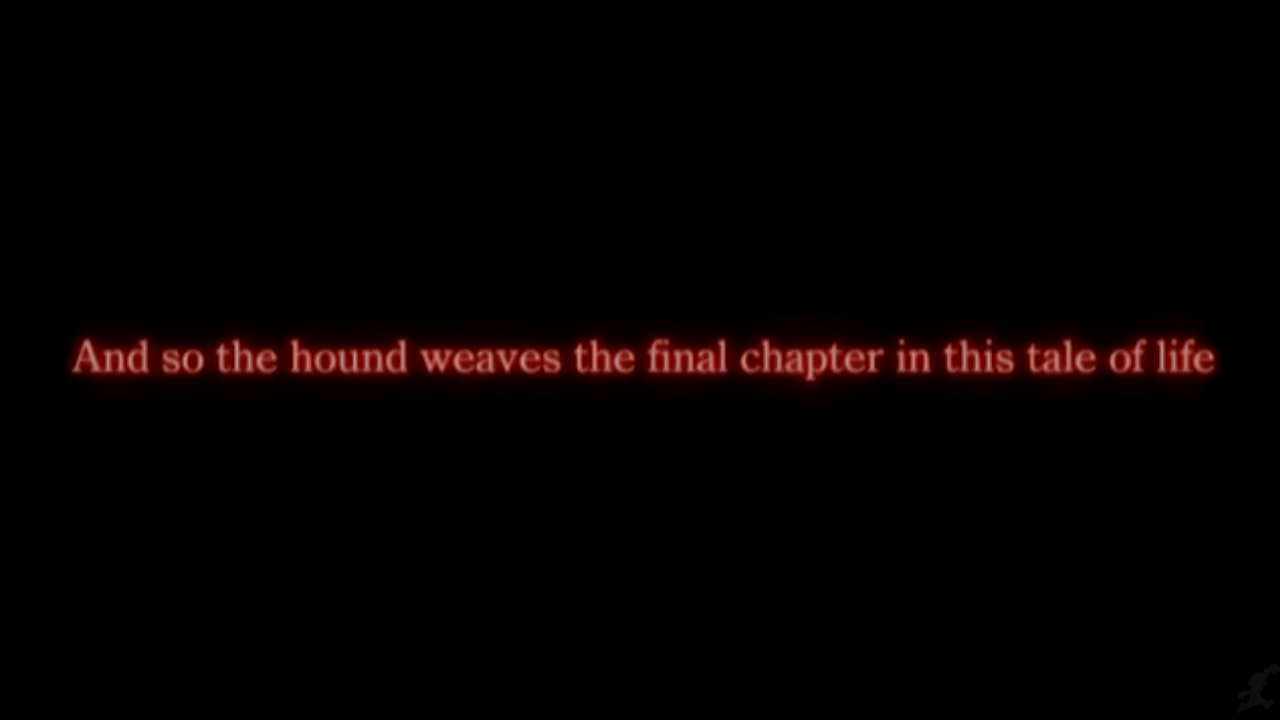 And so the hound weaves the final chapter in this tale of life